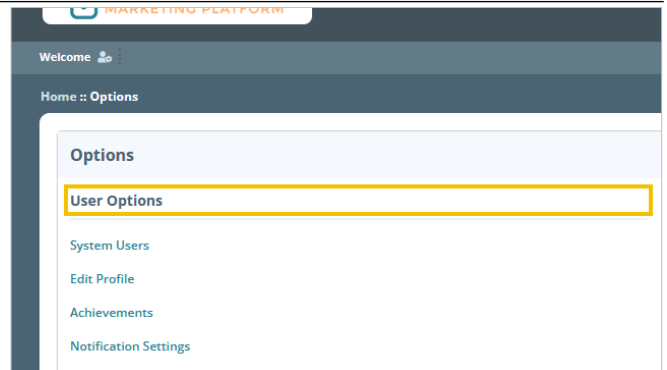 MARKETING PLATFORM
Welcome
Home :: Options
Options
User Options
System Users
Edit Profile
Achievements
Notification Settings